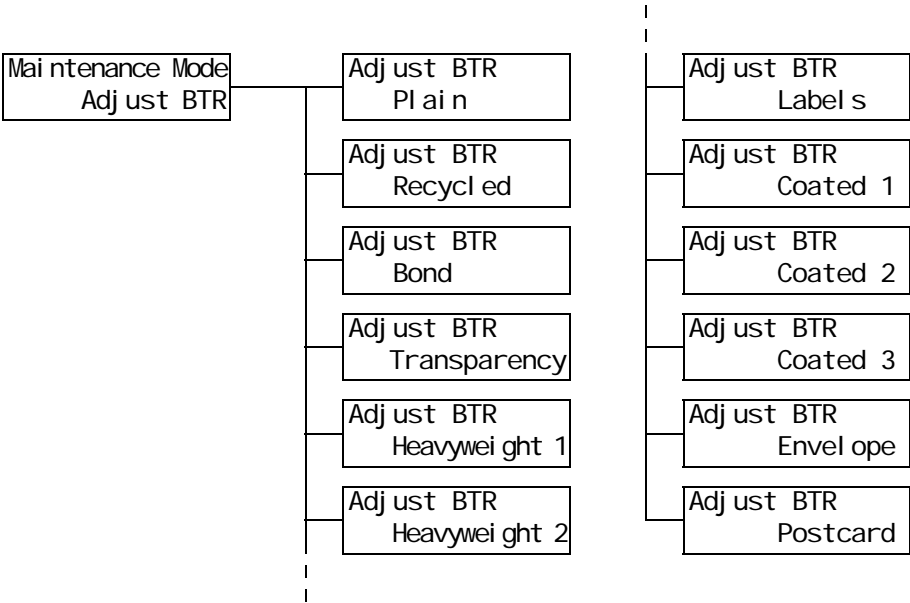 Maintenance Mode
Adjust BTR
Adjust BTR
Plain
Adjust BTR
Recycled
Adjust BTR
Bond
Adjust BTR
Transparency
Adjust BTR
Heavyweight 1
Adjust BTR
Heavyweight 2
Adjust BTR
Labels
Adjust BTR
Coated 1
Adjust BTR
Coated 2
Adjust BTR
Coated 3
Adjust BTR
Envelope
Adjust BTR
Postcard